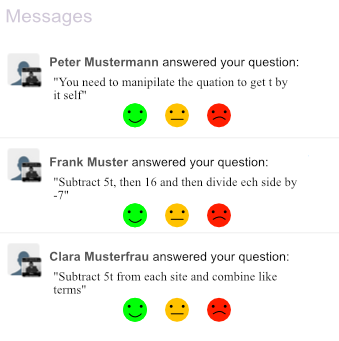 Messages
Peter Mustermann answered your question:
"You need to manipilate the quation to get t by
it self"
Frank Muster answered your question:
"Subtract 5t, then 16 and then divide ech side by
-7"
Clara Musterfrau answered your question:
"Subtract 5t from each site and combine like
terms"